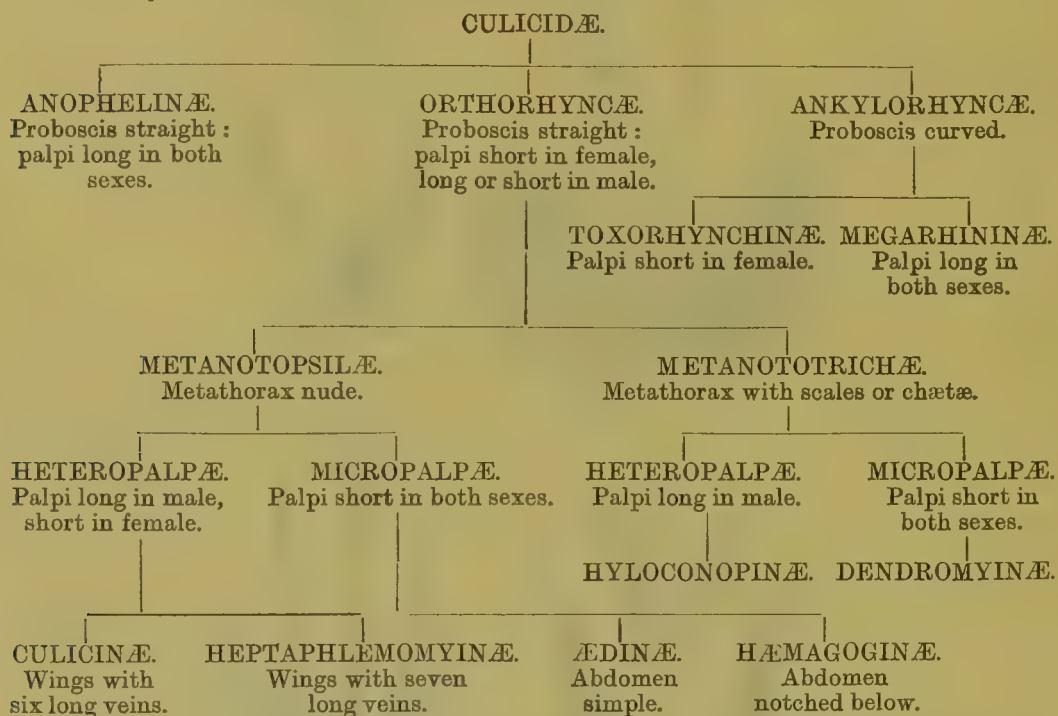 CULICIDÆ.
ANOPHELINÆ.
Proboscis straight :
palpi long in both
sexes.
ORTHORHYNCÆ.
Proboscis straight :
palpi short in female,
long or short in male.
ANKYLORHYNCÆ.
Proboscis curved.
TOXORHYNCHINÆ.
Palpi short in female.
MEGARHININÆ.
Palpi long in
both sexes.
METANOTOPSILÆ.
Metathorax nude.
METANOTOTRICHÆ.
Metathorax with scales or chætæ.
HETEROPALPÆ.
Palpi long in male,
short in female.
MICROPALPÆ.
Palpi short in both sexes.
HETEROPALPÆ.
Palpi long in male.
MICROPALPÆ.
Palpi short in
both sexes.
HYLOCONOPINÆ.
DENDROMYINÆ.
CULICINÆ.
Wings with
six long veins.
HEPTAPHLEMOMYINÆ.
Wings with seven
long veins.
ÆDINÆ.
Abdomen
simple.
HÆMAGOGINÆ.
Abdomen
notched below.